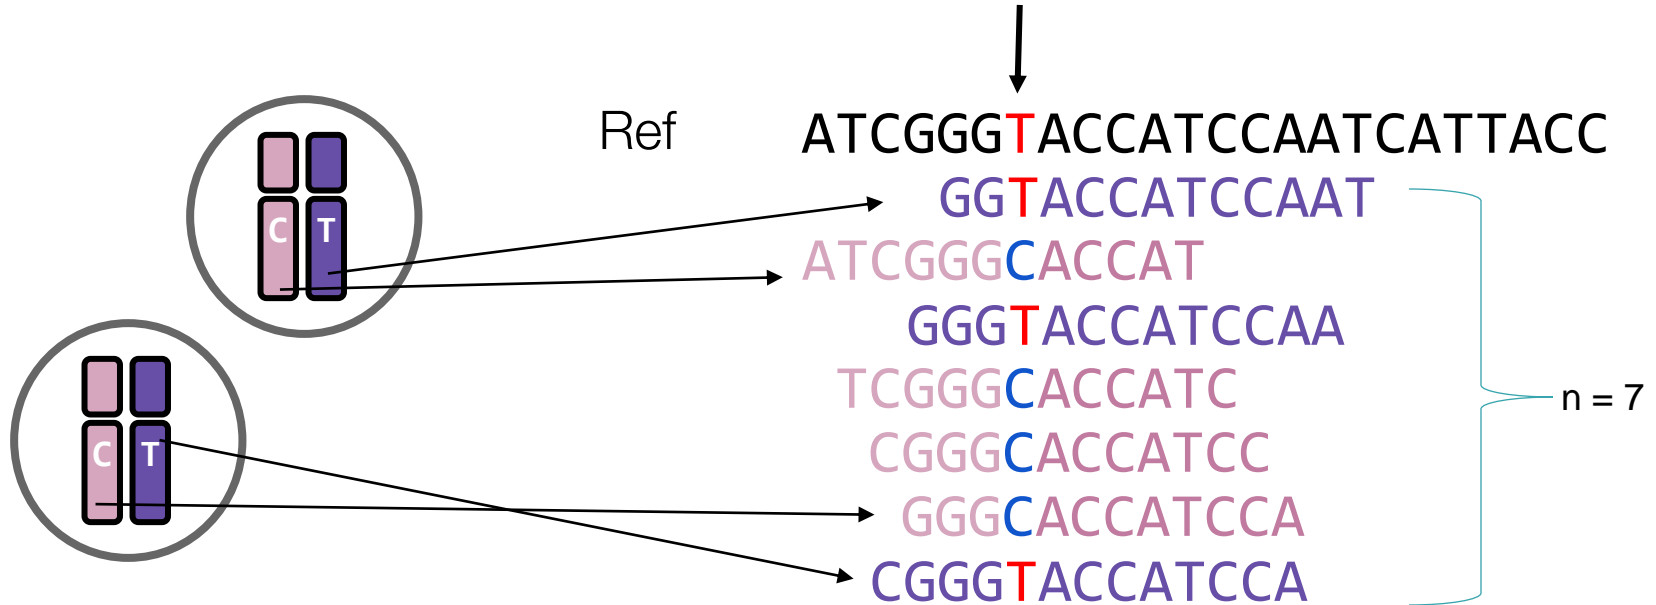 Ref ATCGGGTACCATCCAATCATTACC
GGTACCATCCAAT
C T
ATCGGGCACCAT
GGGTACCATCCAA
TCGGGCACCATC
n = 7
C T
CGGGCACCATCC
GGGCACCATCCA
CGGGTACCATCCA